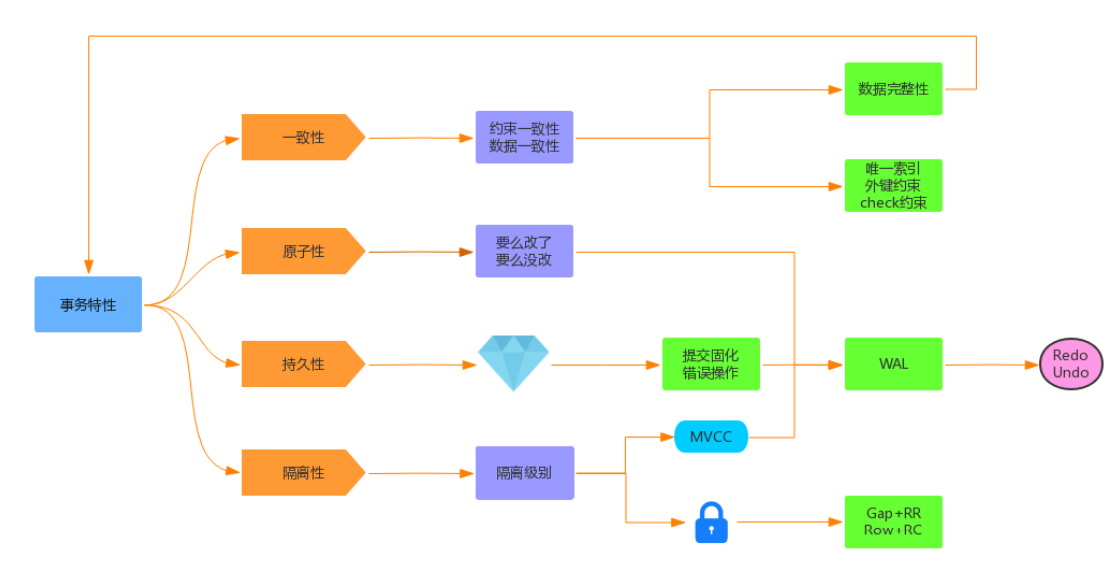 数据完整性
一致性
约束一致性
数据一致性
唯一索引
外键约束
check约束
原子性
要么改了
要么没改
事务特性
持久性
提交固化
错误操作
WAL
Redo
Undo
MVCC
隔离性
隔离级别
Gap+RR
Row+RC